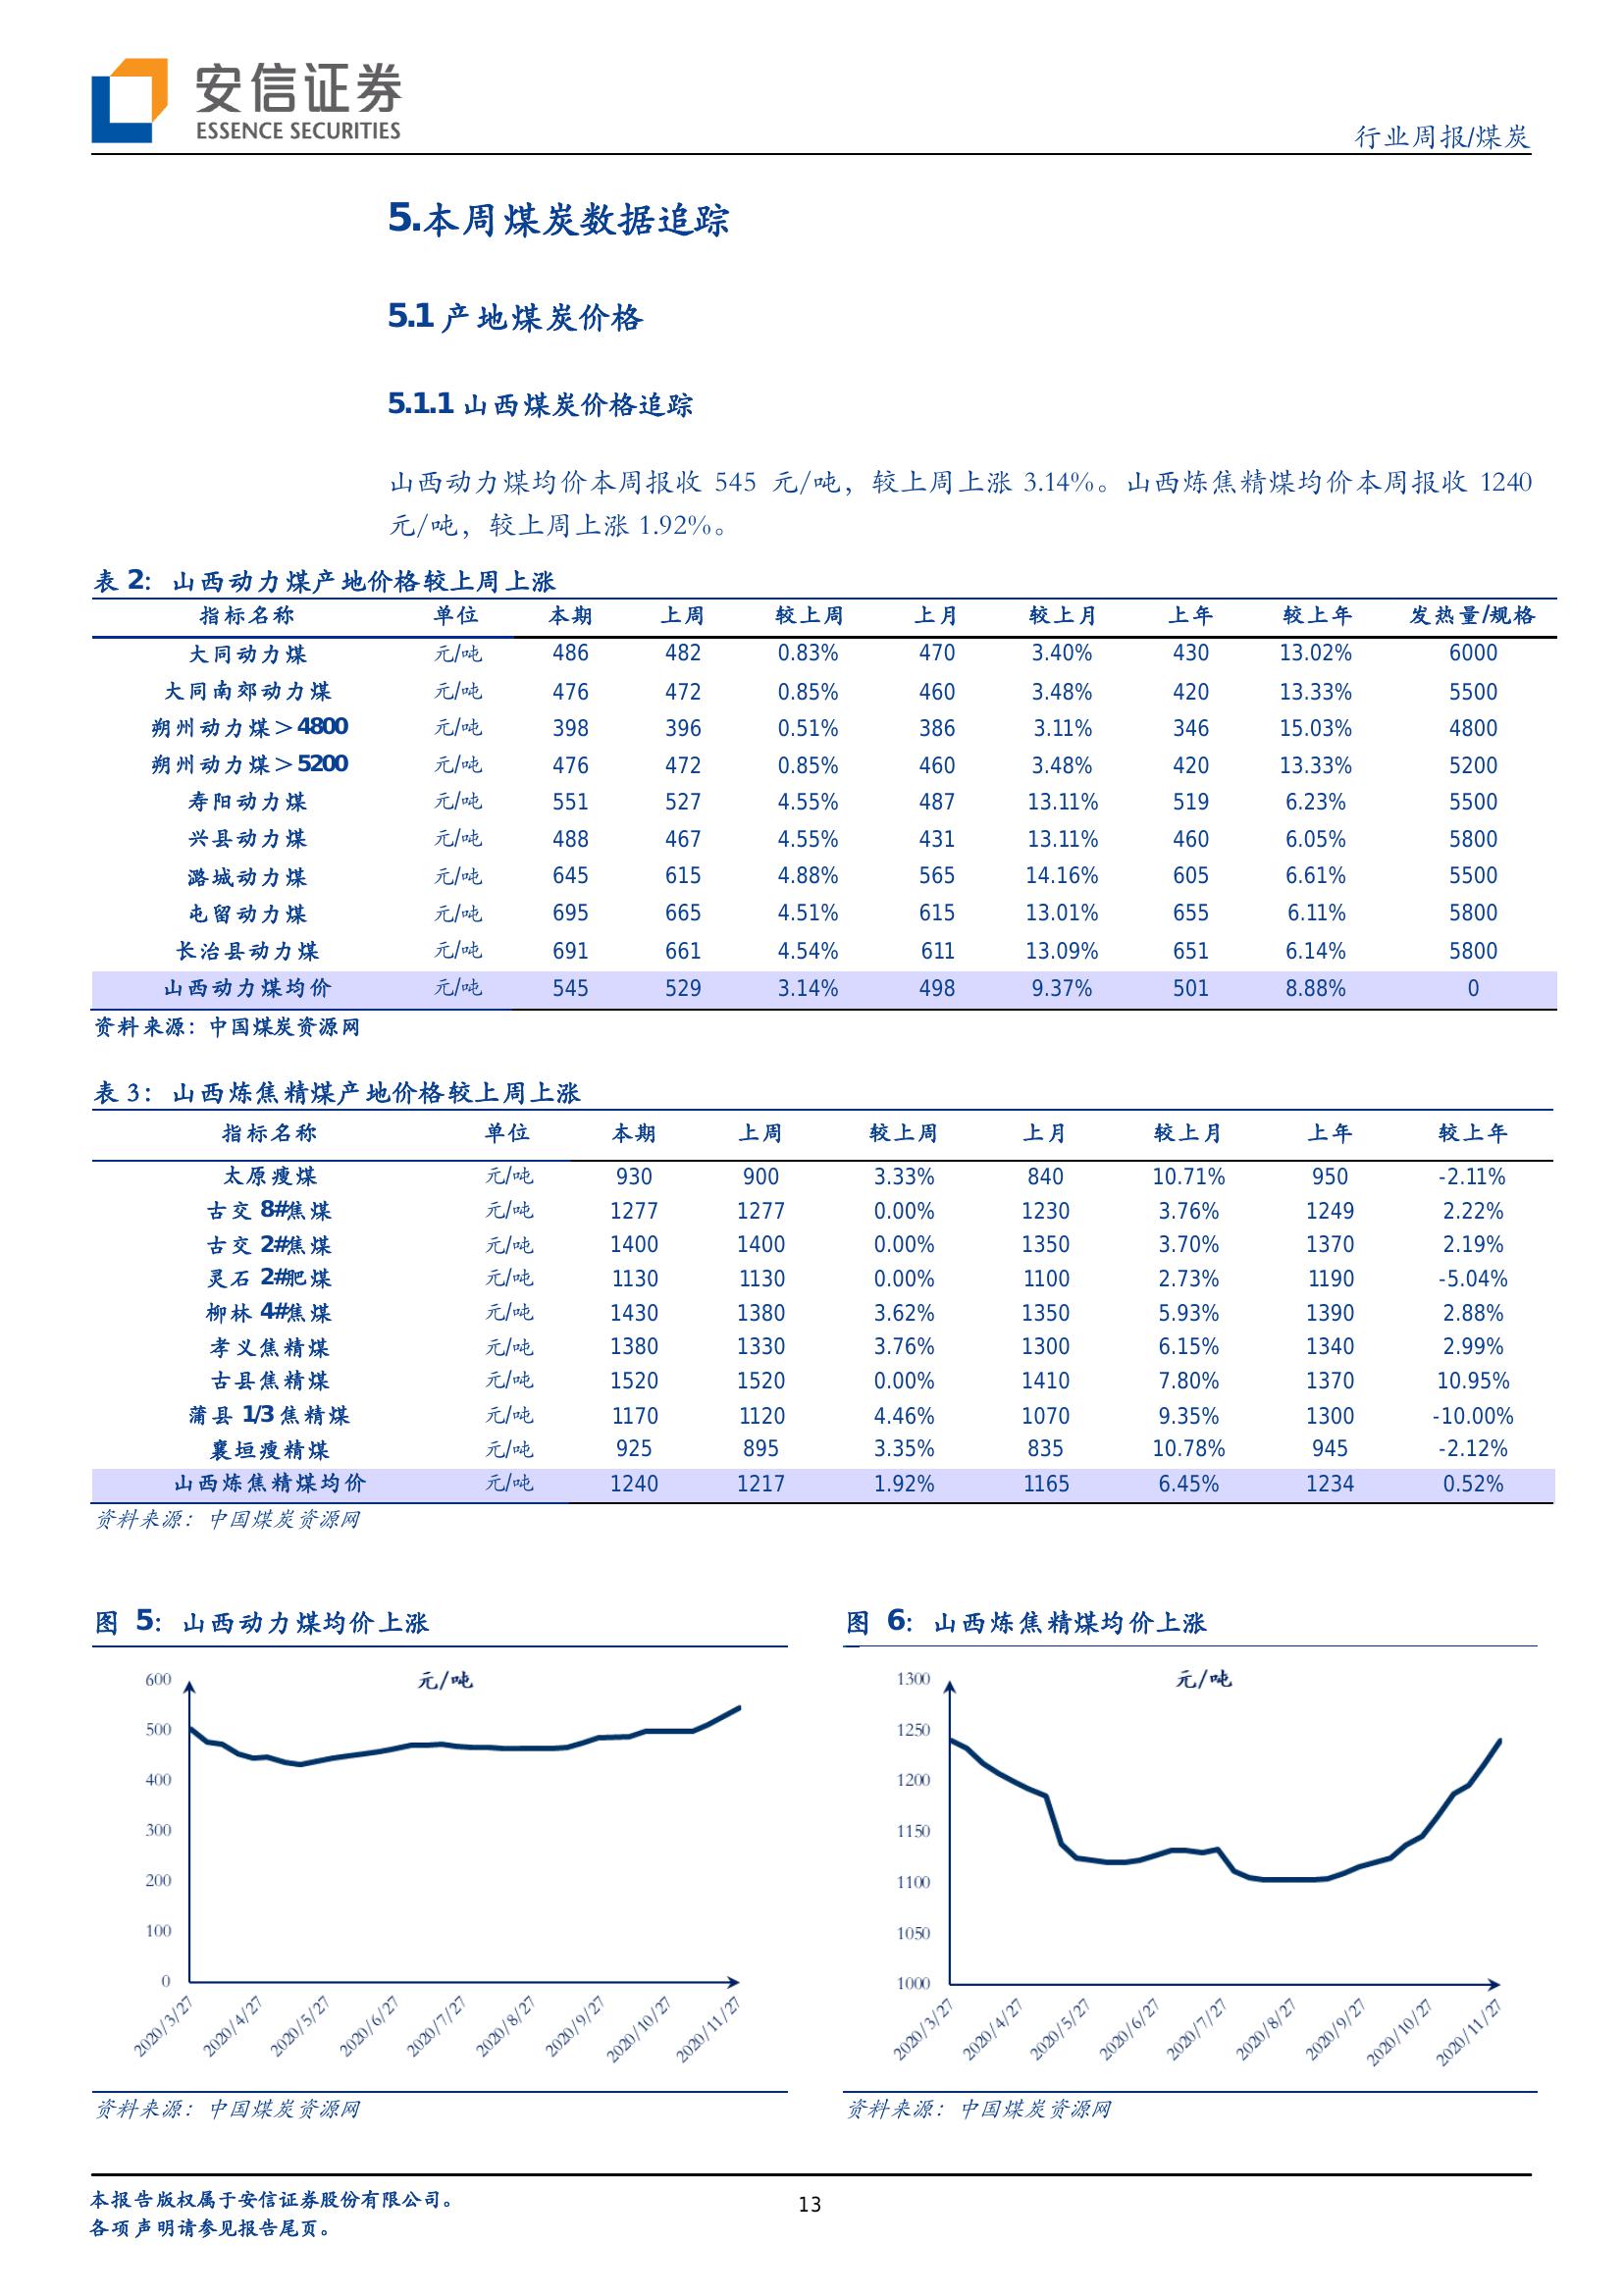 安信证券
ESSENCE SECURITIES
行业周报/煤炭
5.本周煤炭数据追踪
5.1 产地煤炭价格
5.1.1 山西煤炭价格追踪
山西动力煤均价本周报收 545 元/吨，较上周上涨 3.14%。山西炼焦精煤均价本周报收 1240
元/吨，较上周上涨 1.92%。
表 2：山西动力煤产地价格较上周上涨
指标名称 单位 本期 上周 较上周 上月 较上月 上年 较上年 发热量/规格
大同动力煤 元/吨 486 482 0.83% 470 3.40% 430 13.02% 6000
大同南郊动力煤 元/吨 476 472 0.85% 460 3.48% 420 13.33% 5500
朔州动力煤＞4800 元/吨 398 396 0.51% 386 3.11% 346 15.03% 4800
朔州动力煤＞5200 元/吨 476 472 0.85% 460 3.48% 420 13.33% 5200
寿阳动力煤 元/吨 551 527 4.55% 487 13.11% 519 6.23% 5500
兴县动力煤 元/吨 488 467 4.55% 431 13.11% 460 6.05% 5800
潞城动力煤 元/吨 645 615 4.88% 565 14.16% 605 6.61% 5500
屯留动力煤 元/吨 695 665 4.51% 615 13.01% 655 6.11% 5800
长治县动力煤 元/吨 691 661 4.54% 611 13.09% 651 6.14% 5800
山西动力煤均价 元/吨 545 529 3.14% 498 9.37% 501 8.88% 0
资料来源：中国煤炭资源网
表 3：山西炼焦精煤产地价格较上周上涨
指标名称 单位 本期 上周 较上周 上月 较上月 上年 较上年
太原瘦煤 元/吨 930 900 3.33% 840 10.71% 950 -2.11%
古交 8#焦煤 元/吨 1277 1277 0.00% 1230 3.76% 1249 2.22%
古交 2#焦煤 元/吨 1400 1400 0.00% 1350 3.70% 1370 2.19%
灵石 2#肥煤 元/吨 1130 1130 0.00% 1100 2.73% 1190 -5.04%
柳林 4#焦煤 元/吨 1430 1380 3.62% 1350 5.93% 1390 2.88%
孝义焦精煤 元/吨 1380 1330 3.76% 1300 6.15% 1340 2.99%
古县焦精煤 元/吨 1520 1520 0.00% 1410 7.80% 1370 10.95%
蒲县 1/3 焦精煤 元/吨 1170 1120 4.46% 1070 9.35% 1300 -10.00%
襄垣瘦精煤 元/吨 925 895 3.35% 835 10.78% 945 -2.12%
山西炼焦精煤均价 元/吨 1240 1217 1.92% 1165 6.45% 1234 0.52%
资料来源：中国煤炭资源网
图 5：山西动力煤均价上涨
元/吨
600
500
400
300
200
100
0
2020/3/27 2020/4/27 2020/5/27 2020/6/27 2020/7/27 2020/8/27 2020/9/27 2020/10/27 2020/11/27
资料来源：中国煤炭资源网
图 6：山西炼焦精煤均价上涨
元/吨
1300
1250
1200
1150
1100
1050
1000
2020/3/27 2020/4/27 2020/5/27 2020/6/27 2020/7/27 2020/8/27 2020/9/27 2020/10/27 2020/11/27
资料来源：中国煤炭资源网
本报告版权属于安信证券股份有限公司。
各项声明请参见报告尾页。
13